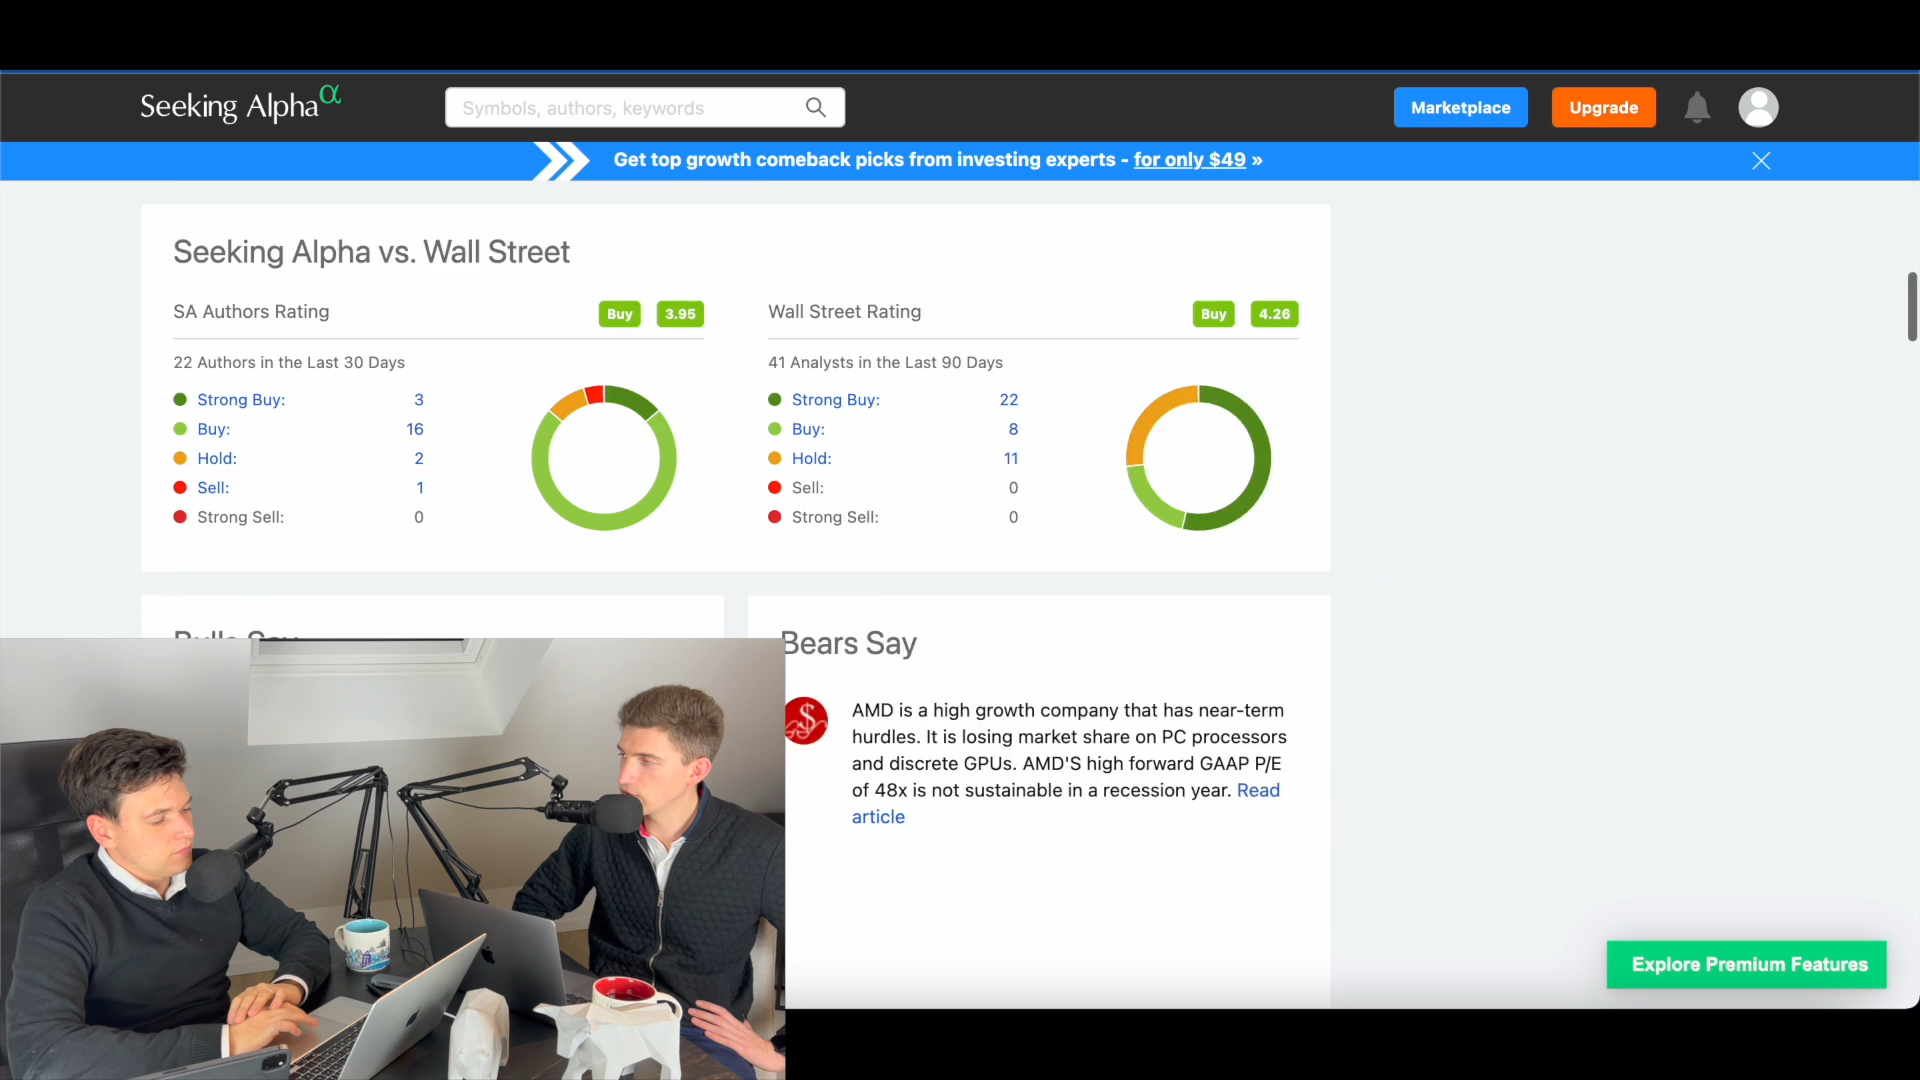 Seeking Alpha α
Symbols, authors, keywords
Marketplace
Upgrade
Get top growth comeback picks from investing experts - for only $49 »
Seeking Alpha vs. Wall Street
SA Authors Rating
Buy
3.95
22 Authors in the Last 30 Days
Strong Buy: 3
Buy: 16
Hold: 2
Sell: 1
Strong Sell: 0
Wall Street Rating
Buy
4.26
41 Analysts in the Last 90 Days
Strong Buy: 22
Buy: 8
Hold: 11
Sell: 0
Strong Sell: 0
Bulls Say
Bears Say
AMD is a high growth company that has near-term
hurdles. It is losing market share on PC processors
and discrete GPUs. AMD'S high forward GAAP P/E
of 48x is not sustainable in a recession year. Read
article
Explore Premium Features